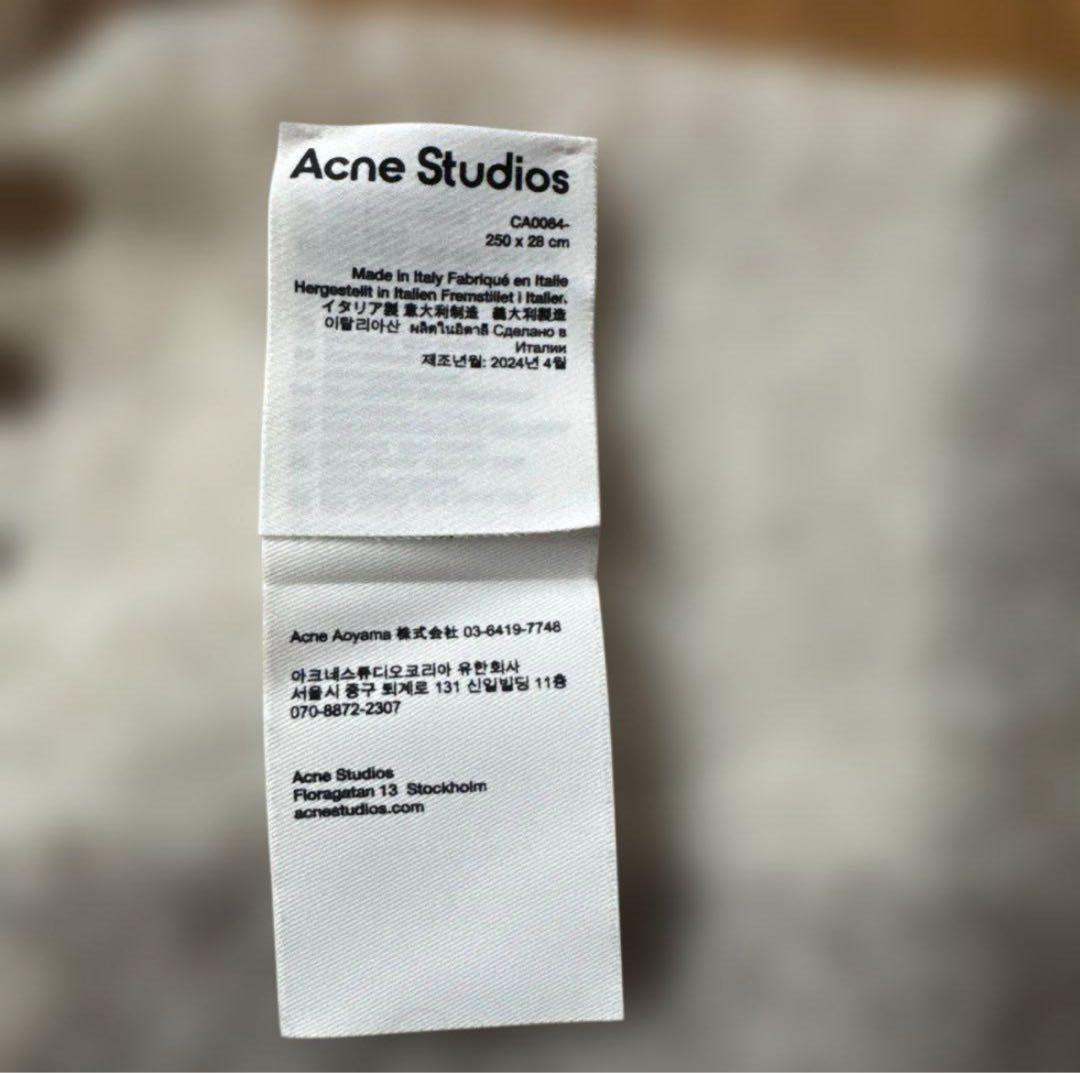 Acne Studios
CA0084-
250 x 28 cm
Made in Italy Fabriqué en Italie
Hergestellt in Italien Fremstillet i Italien.
イタリア製 意大利制造 義大利製造
이탈리아산 ผลิตในอิตาลี Сделано в
Италии
제조년월: 2024년 4월
Acne Aoyama 株式会社 03-6419-7748
아크네스튜디오코리아 유한회사
서울시 중구 퇴계로 131 신일빌딩 11층
070-8872-2307
Acne Studios
Floragatan 13 Stockholm
acnestudios.com